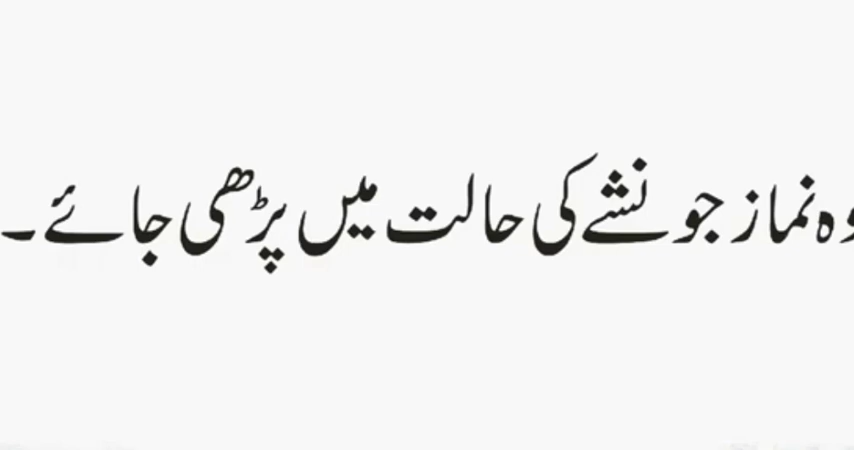 وہ نماز جو نشے کی حالت میں پڑھی جائے۔